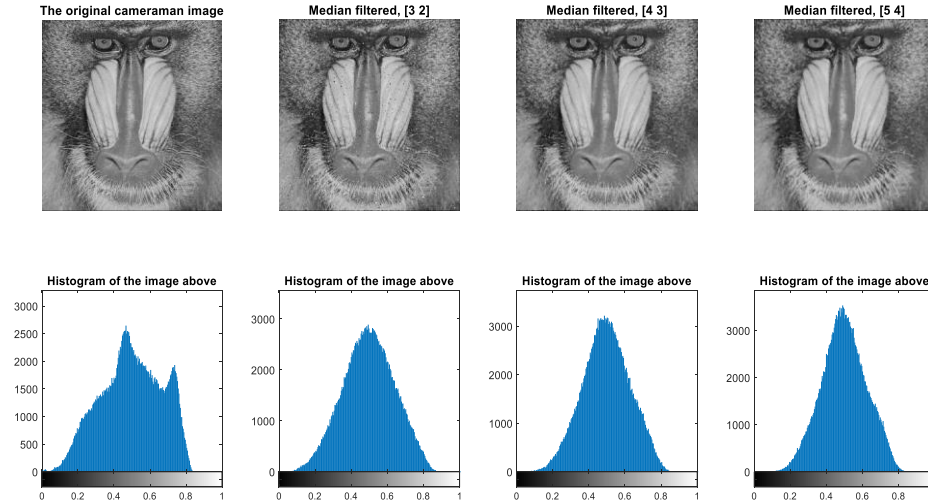 The original cameraman image
Median filtered, [3 2]
Median filtered, [4 3]
Median filtered, [5 4]
Histogram of the image above
3000
2500
2000
1500
1000
500
0
0 0.2 0.4 0.6 0.8 1
Histogram of the image above
3000
2000
1000
0
0 0.2 0.4 0.6 0.8 1
Histogram of the image above
3000
2000
1000
0
0 0.2 0.4 0.6 0.8 1
Histogram of the image above
3000
2000
1000
0
0 0.2 0.4 0.6 0.8